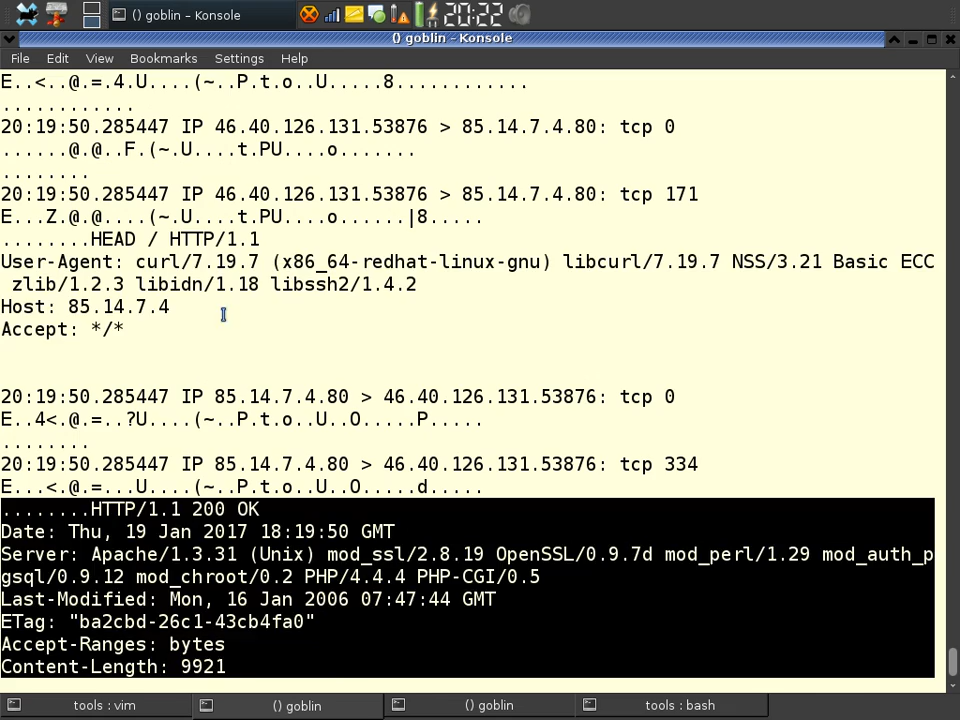 () goblin - Konsole
20:22
() goblin - Konsole
File Edit View Bookmarks Settings Help
E..<..@.=.4.U....(~..P.t.o..U.....8............
............
20:19:50.285447 IP 46.40.126.131.53876 > 85.14.7.4.80: tcp 0
......@.@..F.(~.U....t.PU....o.......
........
20:19:50.285447 IP 46.40.126.131.53876 > 85.14.7.4.80: tcp 171
E...Z.@.@....(~.U....t.PU....o......|8.....
........HEAD / HTTP/1.1
User-Agent: curl/7.19.7 (x86_64-redhat-linux-gnu) libcurl/7.19.7 NSS/3.21 Basic ECC
zlib/1.2.3 libidn/1.18 libssh2/1.4.2
Host: 85.14.7.4
Accept: */*
20:19:50.285447 IP 85.14.7.4.80 > 46.40.126.131.53876: tcp 0
E..4<.@.=..?U....(~..P.t.o..U..O.....P.....
........
20:19:50.285447 IP 85.14.7.4.80 > 46.40.126.131.53876: tcp 334
E...<.@.=...U....(~..P.t.o..U..O.....d.....
........HTTP/1.1 200 OK
Date: Thu, 19 Jan 2017 18:19:50 GMT
Server: Apache/1.3.31 (Unix) mod_ssl/2.8.19 OpenSSL/0.9.7d mod_perl/1.29 mod_auth_p
gsql/0.9.12 mod_chroot/0.2 PHP/4.4.4 PHP-CGI/0.5
Last-Modified: Mon, 16 Jan 2006 07:47:44 GMT
ETag: "ba2cbd-26c1-43cb4fa0"
Accept-Ranges: bytes
Content-Length: 9921
tools : vim
() goblin
() goblin
tools : bash